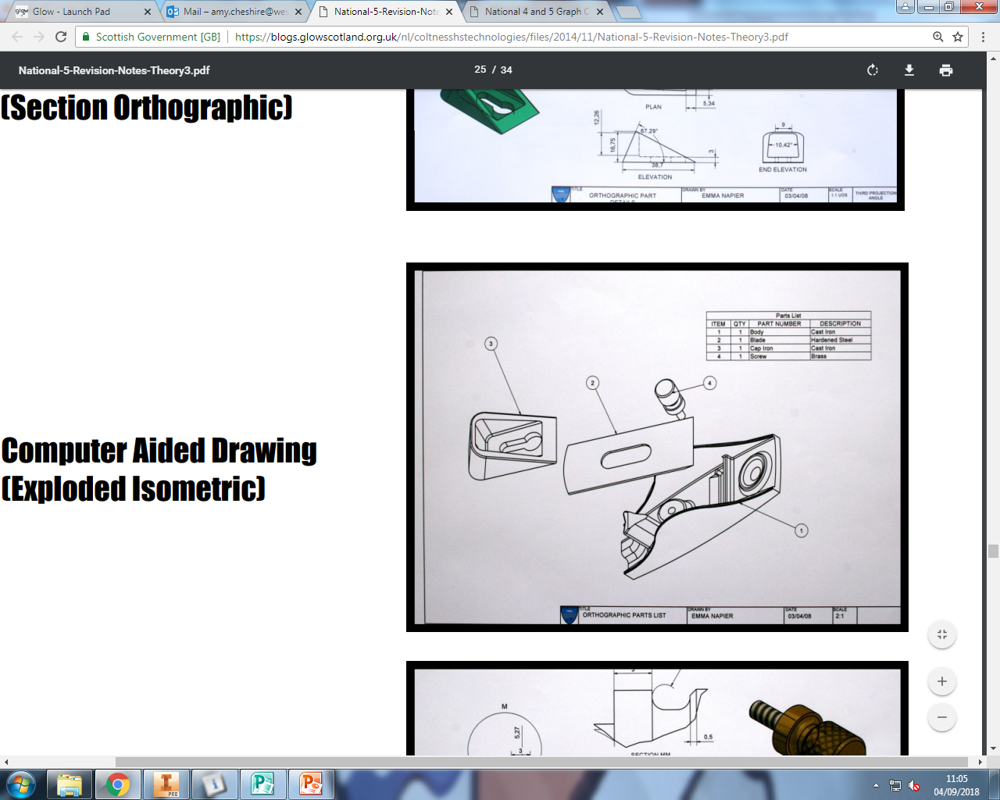 glow Glow - Launch Pad
Mail – amy.cheshire@wes
National-5-Revision-Note
National 4 and 5 Graph C
Scottish Government [GB] https://blogs.glowscotland.org.uk/nl/coltnesshstechnologies/files/2014/11/National-5-Revision-Notes-Theory3.pdf
National-5-Revision-Notes-Theory3.pdf 25 / 34
(Section Orthographic)
PLAN
5,34
12,26
16,75
67,29°
38,7
3
ELEVATION
9
10,42°
END ELEVATION
TITLE
ORTHOGRAPHIC PART
DETAILS
DRAWN BY
EMMA NAPIER
DATE
03/04/08
SCALE
1:1 UOS
THIRD PROJECTION
ANGLE
Parts List
ITEM QTY PART NUMBER DESCRIPTION
1 1 Body Cast Iron
2 1 Blade Hardened Steel
3 1 Cap Iron Cast Iron
4 1 Screw Brass
3
2
4
1
Computer Aided Drawing
(Exploded Isometric)
TITLE
ORTHOGRAPHIC PARTS LIST
DRAWN BY
EMMA NAPIER
DATE
03/04/08
SCALE
2:1
M
5,27
3
3
0,5
SECTION MM
PRO
11:05
04/09/2018